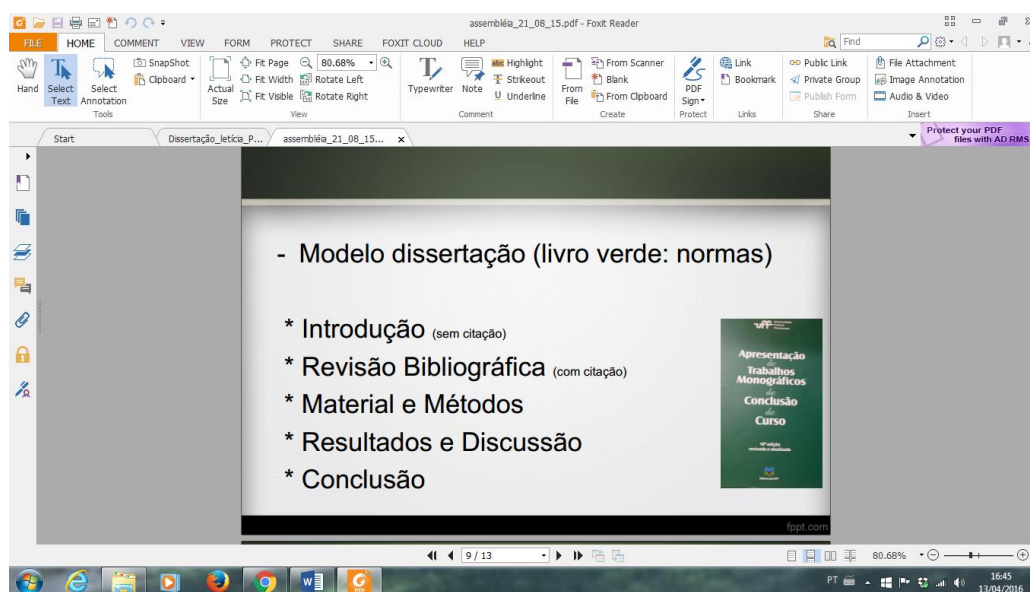 assembléia_21_08_15.pdf - Foxit Reader
FILE HOME COMMENT VIEW FORM PROTECT SHARE FOXIT CLOUD HELP
Find
Hand
Select Text
Select Annotation
SnapShot
Clipboard
Tools
Actual Size
Fit Page
Fit Width
Fit Visible
80.68%
Rotate Left
Rotate Right
View
Typewriter
Note
Highlight
Strikeout
Underline
Comment
From File
From Scanner
Blank
From Clipboard
Create
PDF Sign
Protect
Link
Bookmark
Links
Public Link
Private Group
Publish Form
Share
File Attachment
Image Annotation
Audio & Video
Insert
Start
Dissertação_letícia_P...
assembléia_21_08_15...
Protect your PDF
files with AD RMS
- Modelo dissertação (livro verde: normas)
* Introdução (sem citação)
* Revisão Bibliográfica (com citação)
* Material e Métodos
* Resultados e Discussão
* Conclusão
uff
Apresentação
de
Trabalhos
Monográficos
de
Conclusão
de
Curso
fppt.com
9 / 13
80.68%
PT
16:45
13/04/2016